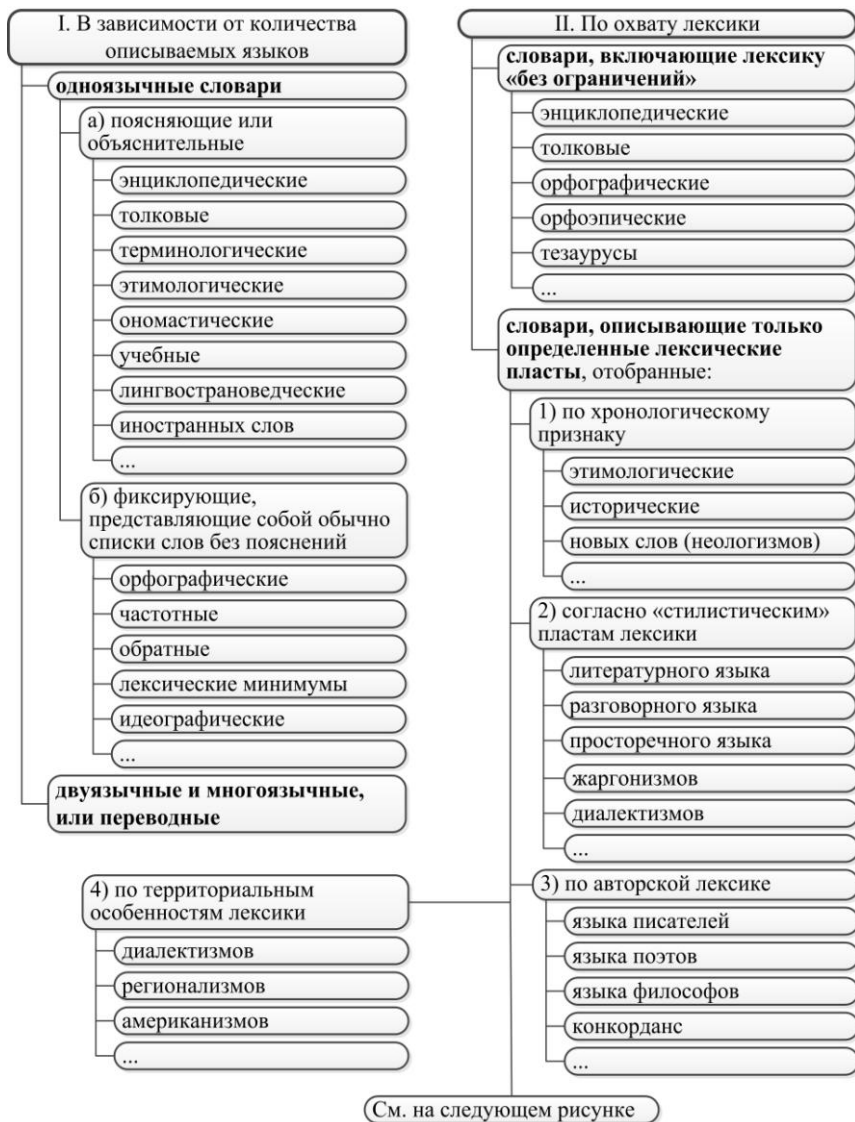 I. В зависимости от количества
описываемых языков
одноязычные словари
а) поясняющие или
объяснительные
энциклопедические
толковые
терминологические
этимологические
ономастические
учебные
лингвострановедческие
иностранных слов
...
б) фиксирующие,
представляющие собой обычно
списки слов без пояснений
орфографические
частотные
обратные
лексические минимумы
идеографические
...
двуязычные и многоязычные,
или переводные
II. По охвату лексики
словари, включающие лексику
«без ограничений»
энциклопедические
толковые
орфографические
орфоэпические
тезаурусы
...
словари, описывающие только
определенные лексические
пласты, отобранные:
1) по хронологическому
признаку
этимологические
исторические
новых слов (неологизмов)
...
2) согласно «стилистическим»
пластам лексики
литературного языка
разговорного языка
просторечного языка
жаргонизмов
диалектизмов
...
3) по авторской лексике
языка писателей
языка поэтов
языка философов
конкорданс
...
4) по территориальным
особенностям лексики
диалектизмов
регионализмов
американизмов
...
См. на следующем рисунке